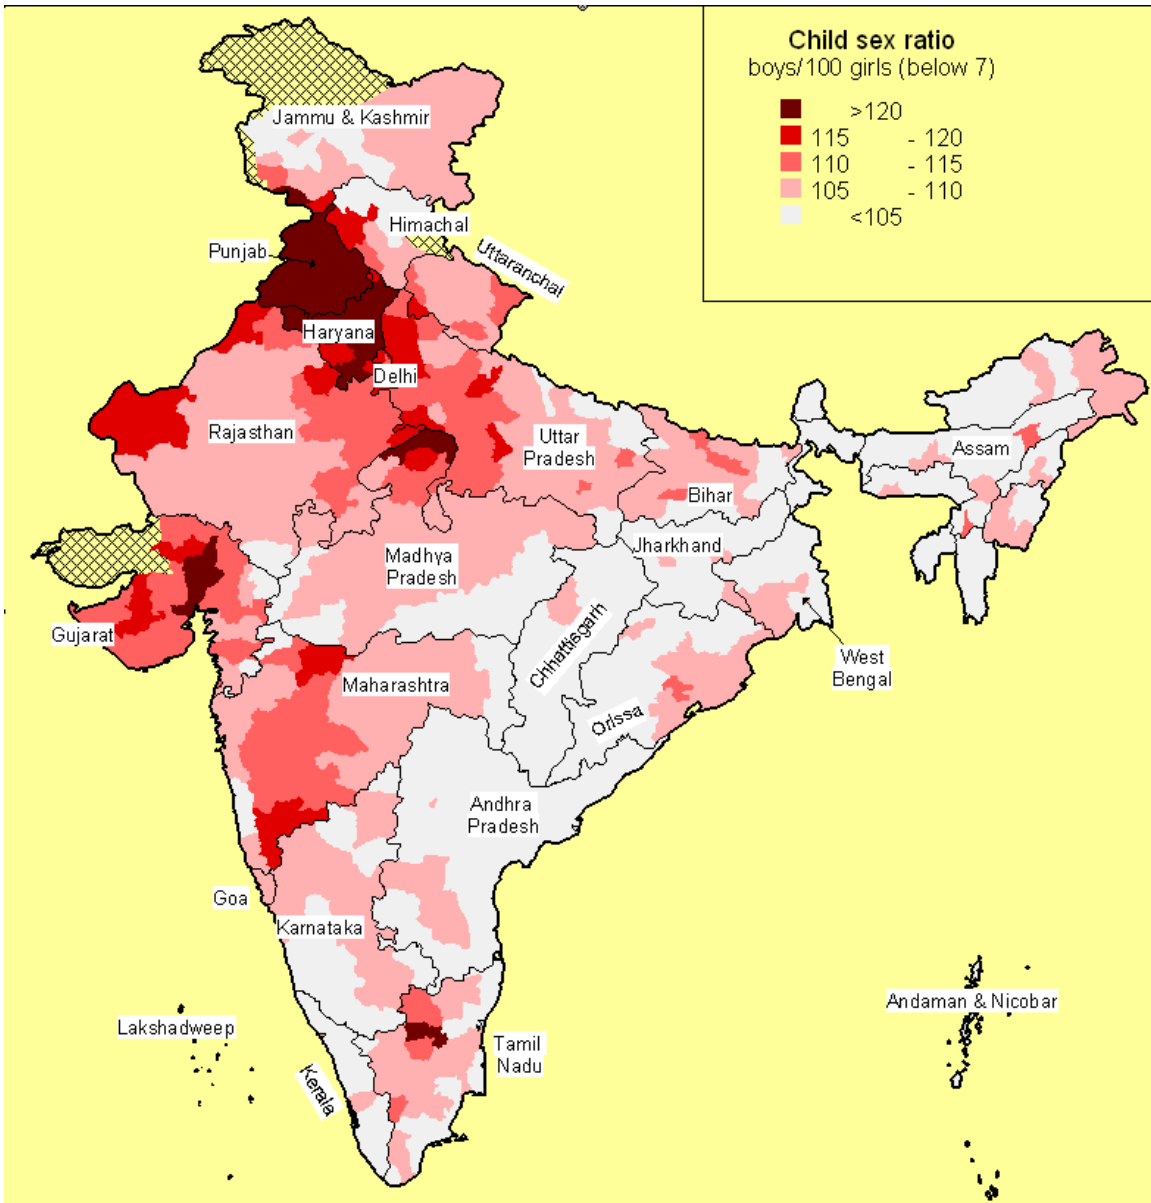 Child sex ratio
boys/100 girls (below 7)
>120
115 - 120
110 - 115
105 - 110
<105
Jammu & Kashmir
Himachal
Punjab
Uttaranchal
Haryana
Delhi
Rajasthan
Uttar
Pradesh
Assam
Bihar
Jharkhand
Madhya
Pradesh
Gujarat
Chhattisgarh
West
Bengal
Maharashtra
Orissa
Andhra
Pradesh
Goa
Karnataka
Andaman & Nicobar
Lakshadweep
Tamil
Nadu
Kerala